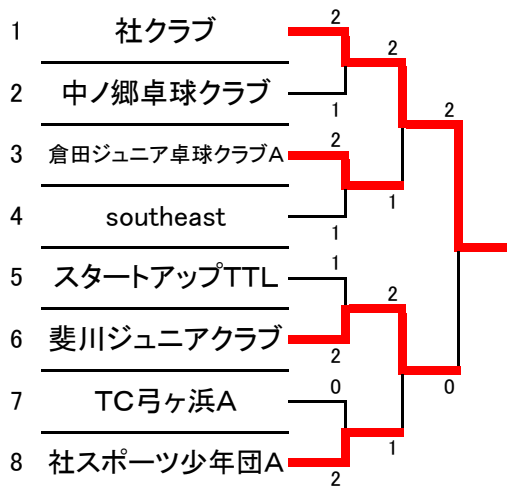 1 社クラブ 2
2 中ノ郷卓球クラブ 1
2
3 倉田ジュニア卓球クラブA 2
1
4 southeast 1
2
5 スタートアップTTL 1
2
6 斐川ジュニアクラブ 2
0
7 TC弓ヶ浜A 0
1
8 社スポーツ少年団A 2